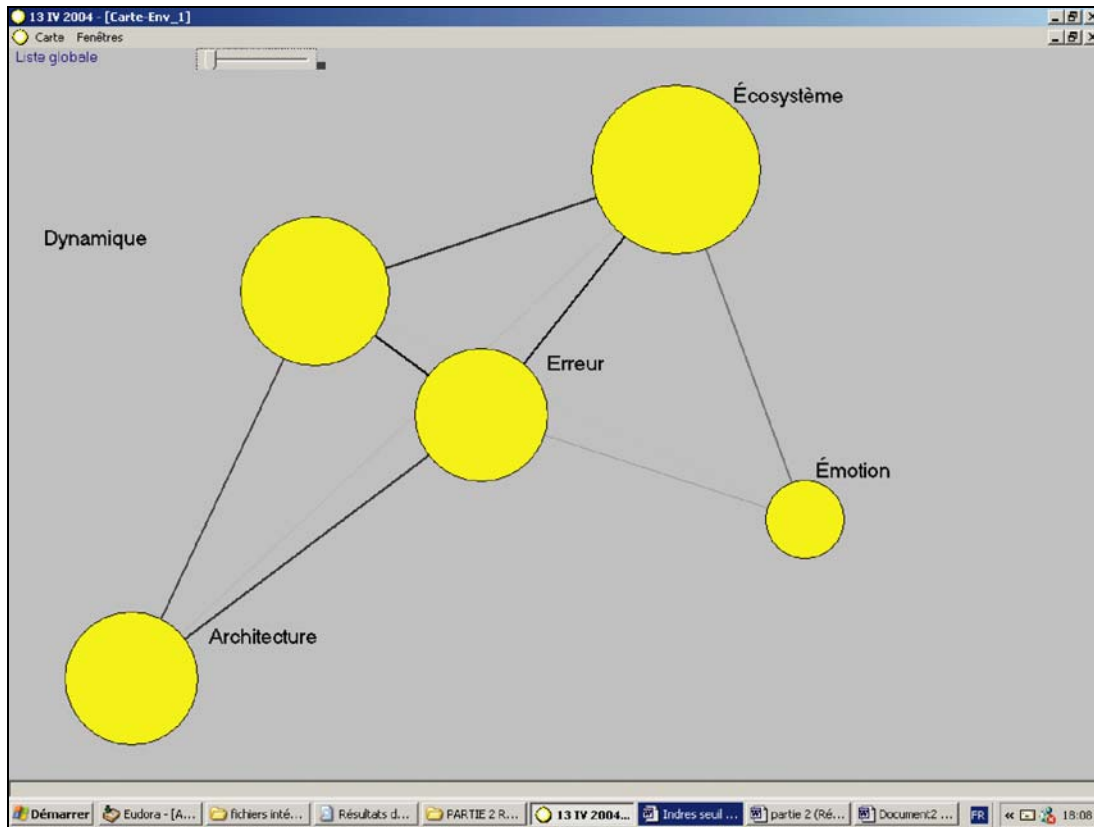 13 IV 2004 - [Carte-Env_1]
Carte Fenêtres
Liste globale
Écosystème
Dynamique
Erreur
Émotion
Architecture
Démarrer Eudora - [A... fichiers inté... Résultats d... PARTIE 2 R... 13 IV 2004... Indres seuil ... partie 2 (Ré... Document2 ... FR « 18:08